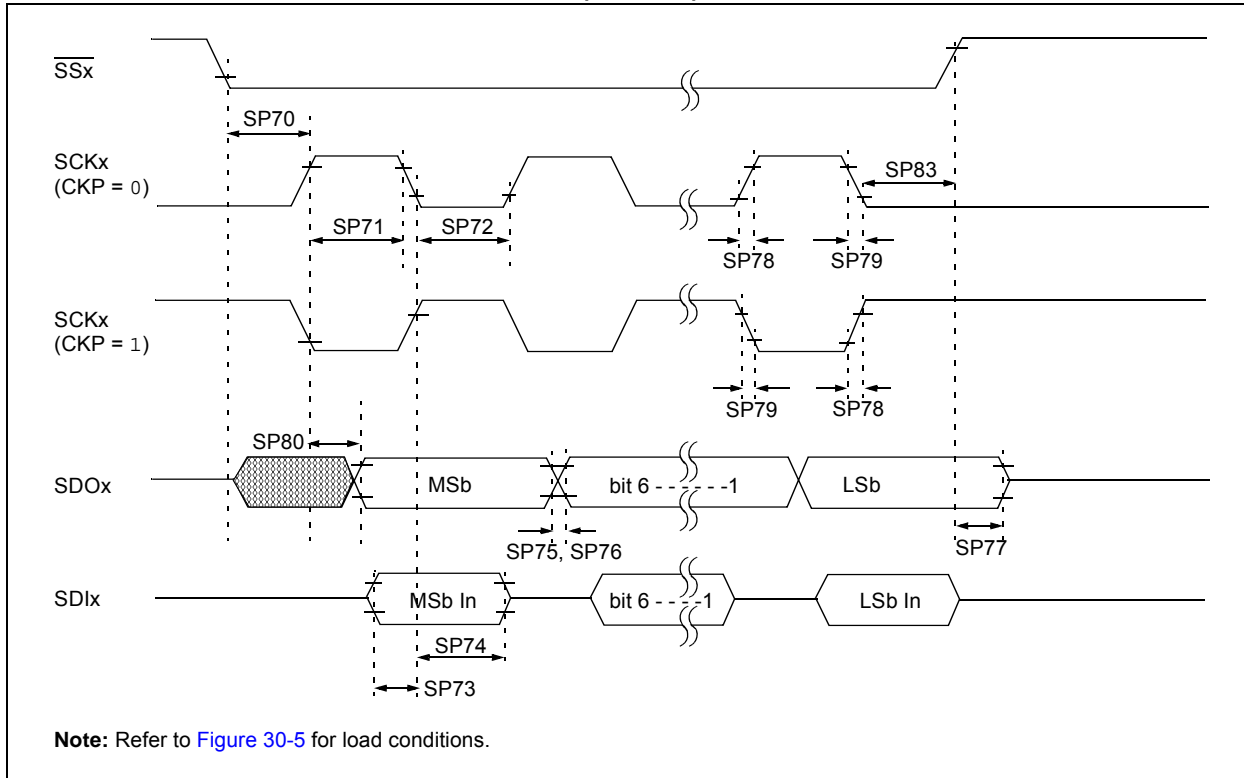 SSx
SP70
SCKx
(CKP = 0)
SP83
SP71
SP72
SP78
SP79
SCKx
(CKP = 1)
SP79
SP78
SP80
SDOx
MSb
bit 6 - - - - - -1
LSb
SP75, SP76
SP77
SDIx
MSb In
bit 6 - - - -1
LSb In
SP74
SP73
Note: Refer to Figure 30-5 for load conditions.